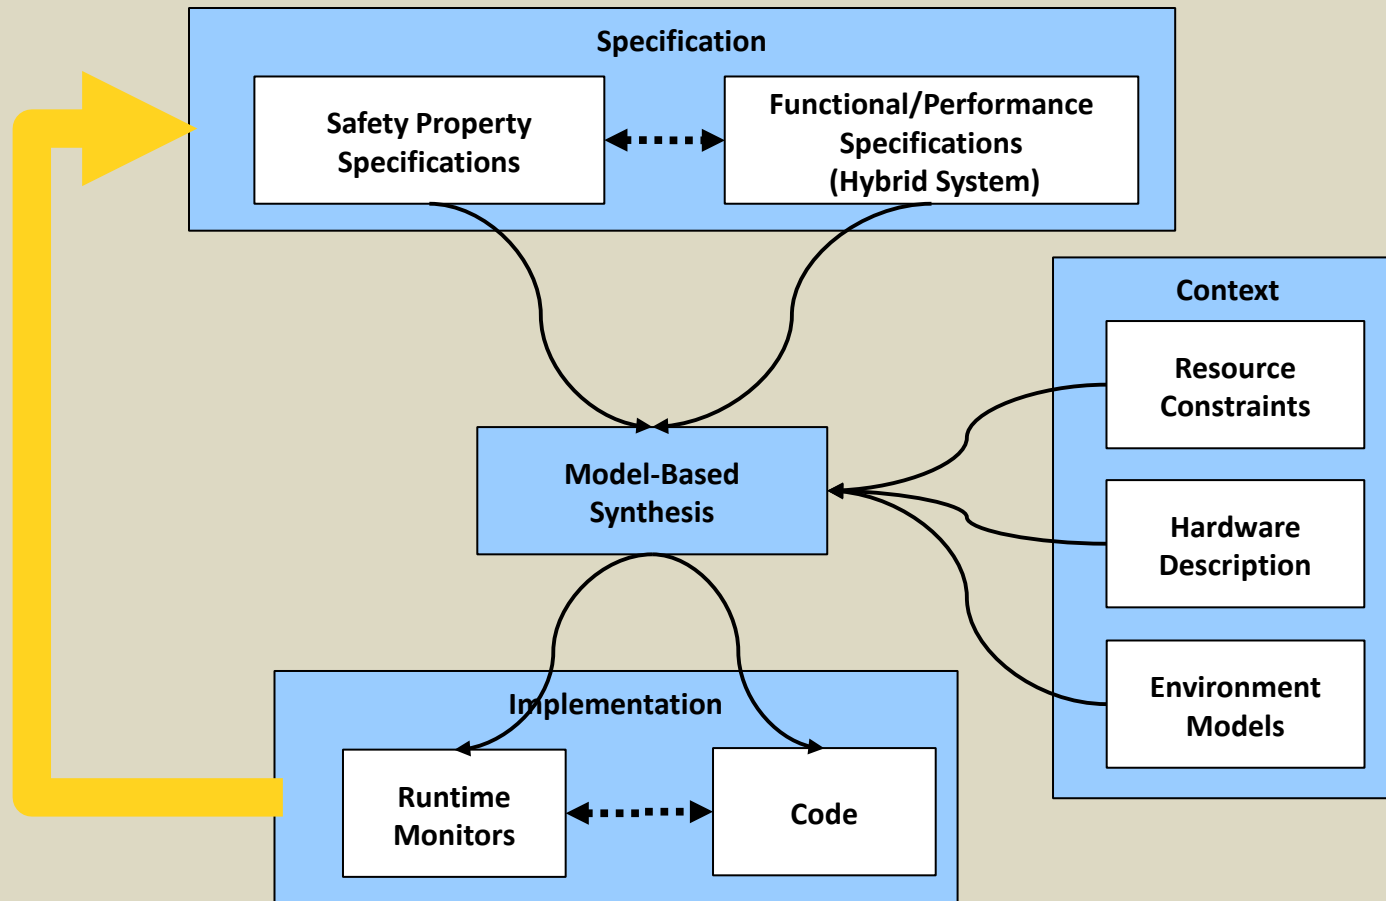 Specification
Safety Property
Specifications
Functional/Performance
Specifications
(Hybrid System)
Context
Resource
Constraints
Hardware
Description
Environment
Models
Model-Based
Synthesis
Implementation
Runtime
Monitors
Code